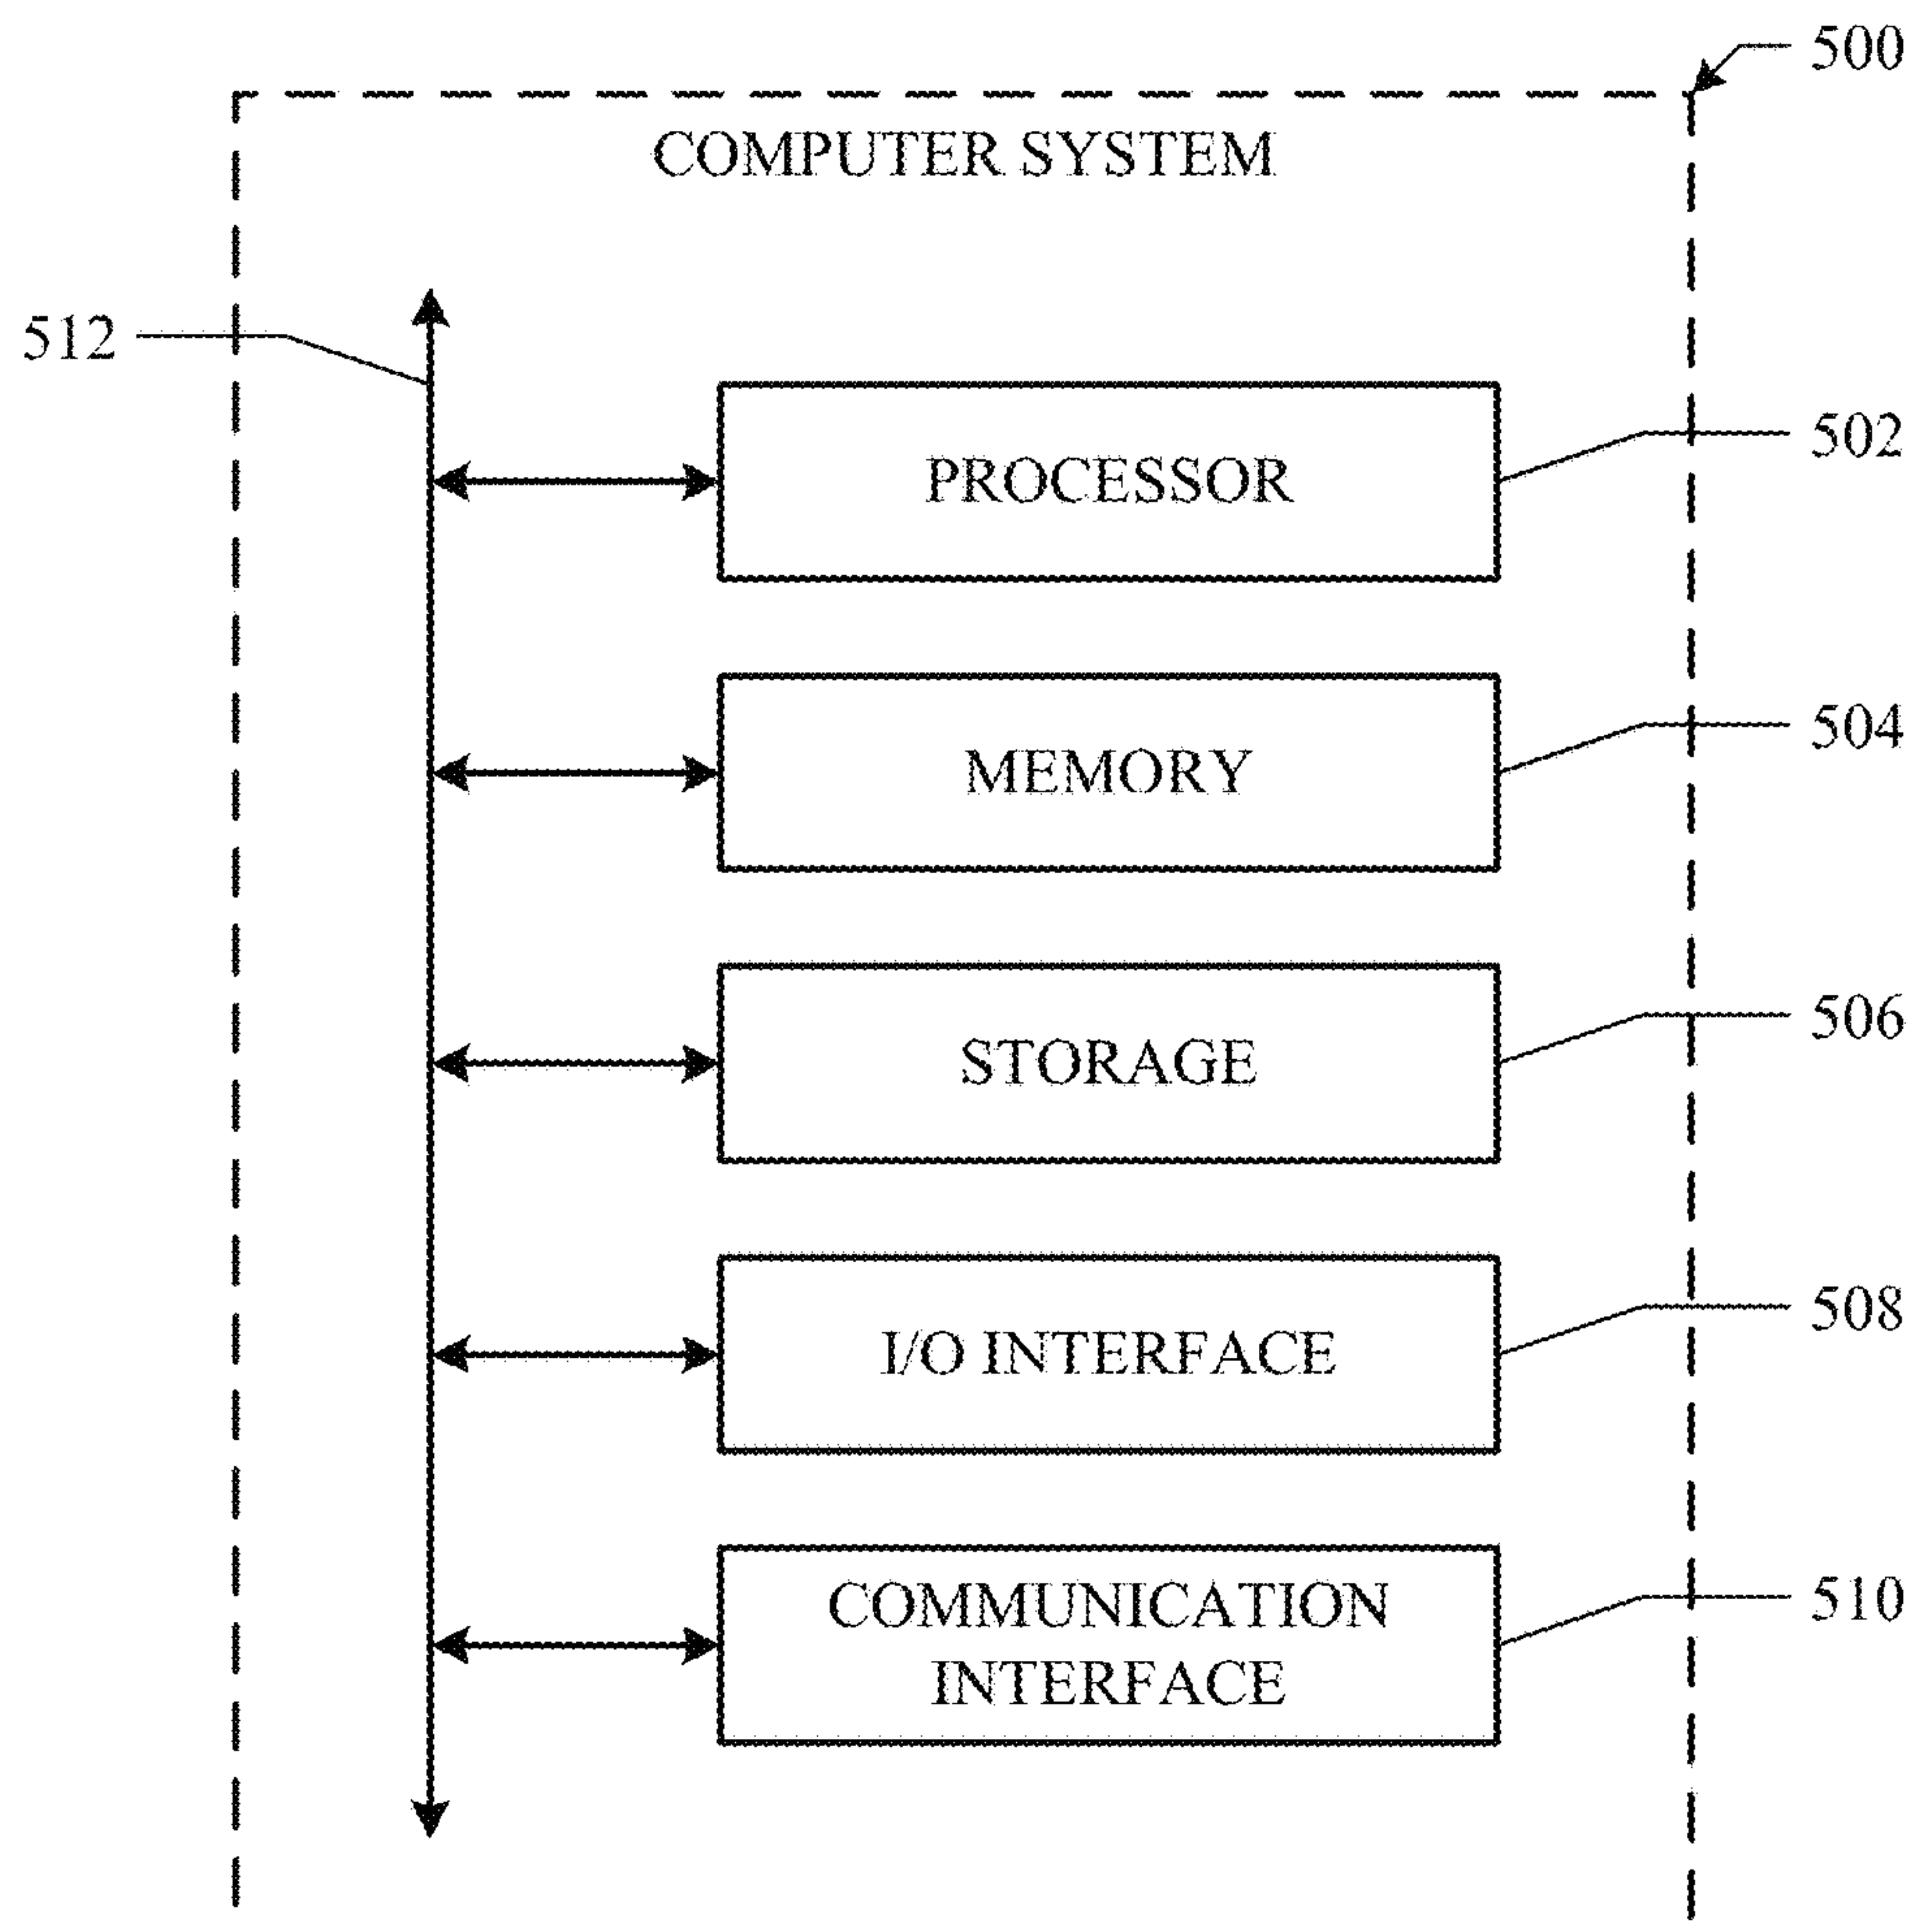 500
COMPUTER SYSTEM
512
PROCESSOR
502
MEMORY
504
STORAGE
506
I/O INTERFACE
508
COMMUNICATION
INTERFACE
510